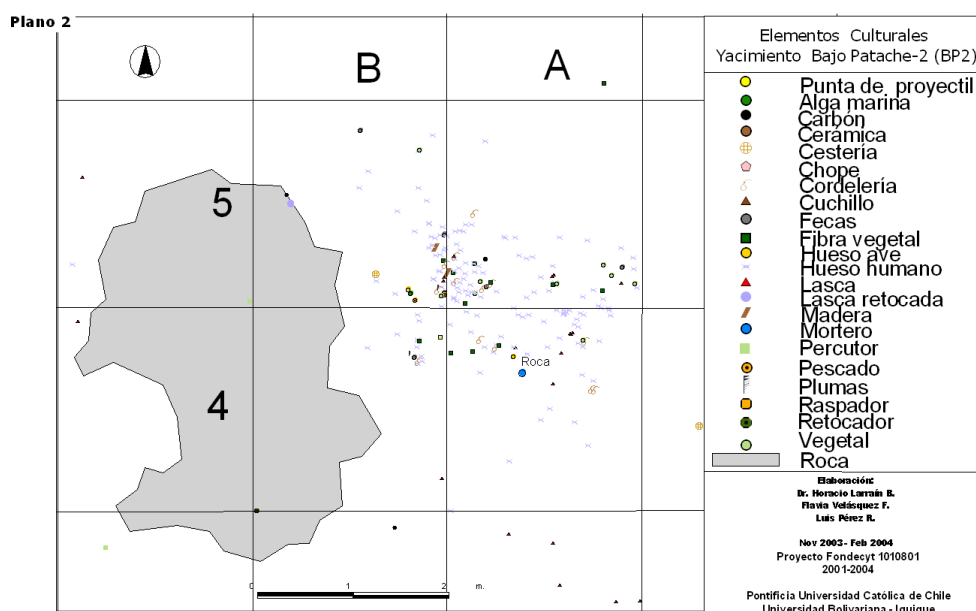 Plano 2
B
A
5
4
Roca
0
1
2
m.
Elementos Culturales
Yacimiento Bajo Patache-2 (BP2)
Punta de proyectil
Alga marina
Carbón
Cerámica
Cestería
Chope
Cordelería
Cuchillo
Fecas
Fibra vegetal
Hueso ave
Hueso humano
Lasca
Lasca retocada
Madera
Mortero
Percutor
Pescado
Plumas
Raspador
Retocador
Vegetal
Roca
Elaboración:
Dr. Horacio Larraín B.
Flavia Velásquez F.
Luis Pérez R.
Nov 2003- Feb 2004
Proyecto Fondecyt 1010801
2001-2004
Pontificia Universidad Católica de Chile
Universidad Bolivariana - Iquique